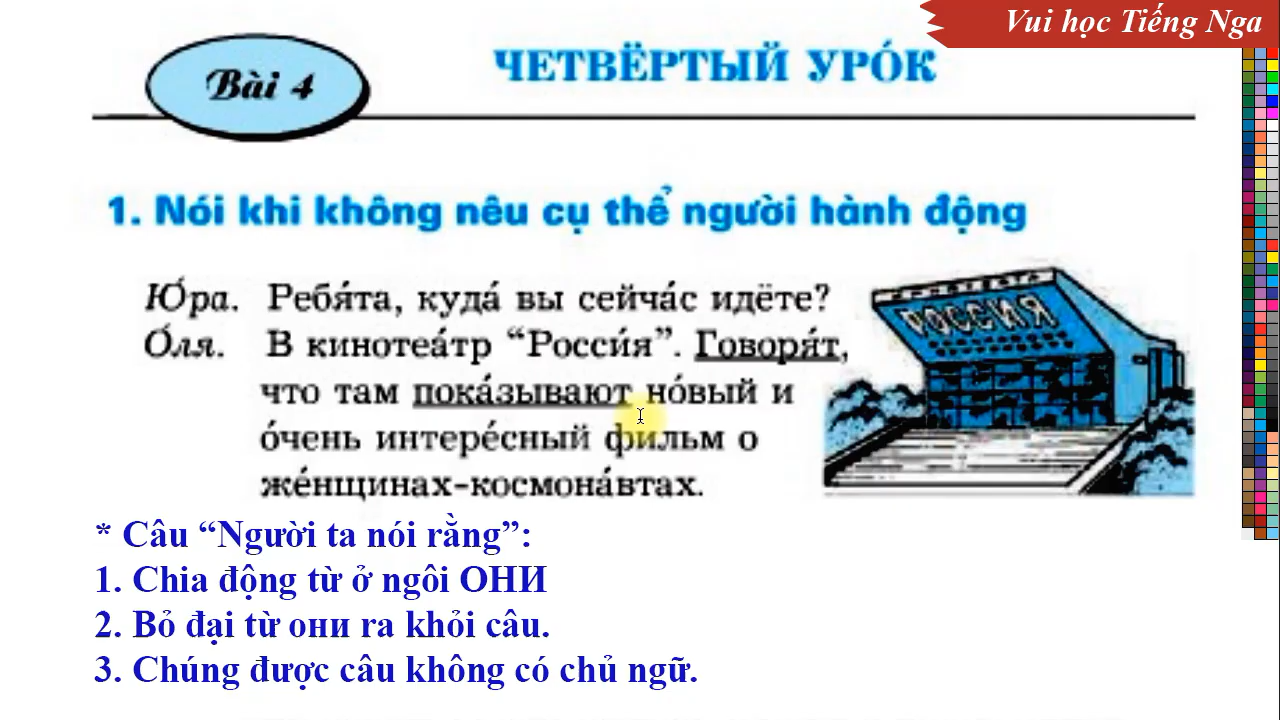 Vui học Tiếng Nga
Bài 4
ЧЕТВЁРТЫЙ УРО́К
1. Nói khi không nêu cụ thể người hành động
Ю́ра. Ребя́та, куда́ вы сейча́с идёте?
О́ля. В кинотеа́тр “Росси́я”. Говоря́т,
что там пока́зывают но́вый и
о́чень интере́сный фильм о
же́нщинах-космона́втах.
РОССИЯ
* Câu “Người ta nói rằng”:
1. Chia động từ ở ngôi ОНИ
2. Bỏ đại từ они ra khỏi câu.
3. Chúng được câu không có chủ ngữ.